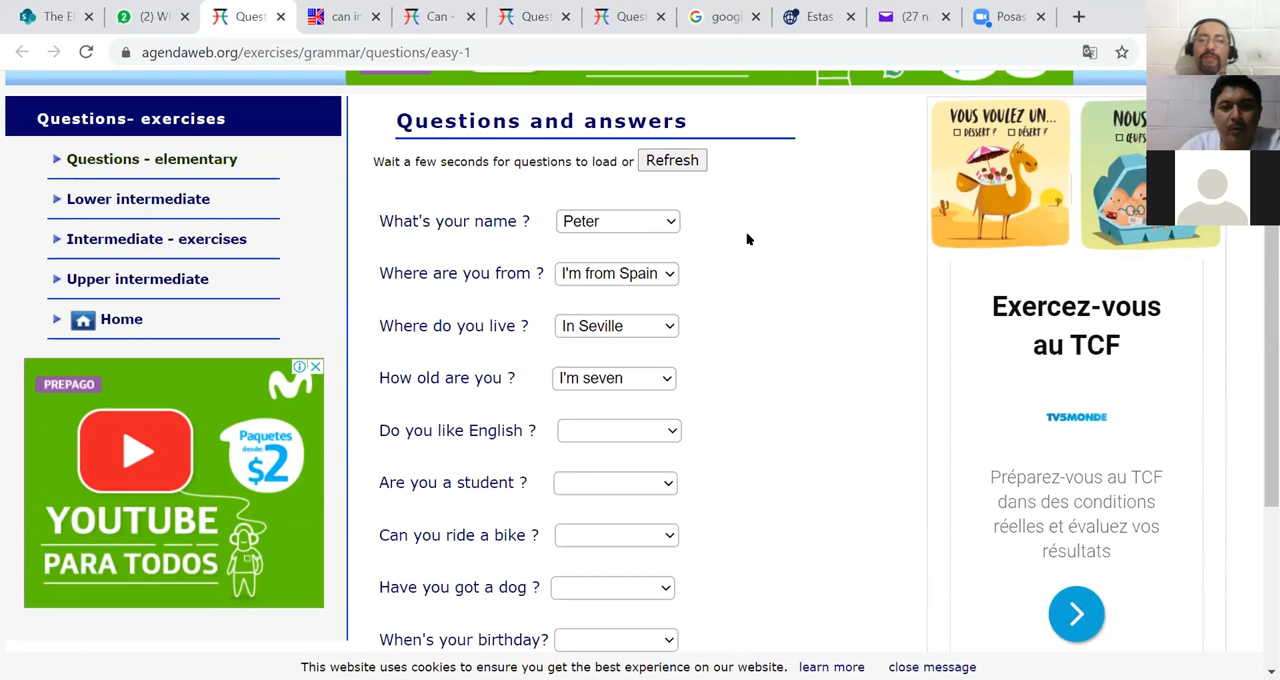 The El
(2) W
Quest
can in
Can -
Quest
Ques
googl
Estas
(27 n
Posas
agendaweb.org/exercises/grammar/questions/easy-1
Questions- exercises
Questions - elementary
Lower intermediate
Intermediate - exercises
Upper intermediate
Home
PREPAGO
Paquetes
desde:
$2
YOUTUBE
PARA TODOS
Questions and answers
Wait a few seconds for questions to load or Refresh
What's your name ? Peter
Where are you from ? I'm from Spain
Where do you live ? In Seville
How old are you ? I'm seven
Do you like English ?
Are you a student ?
Can you ride a bike ?
Have you got a dog ?
When's your birthday?
VOUS VOULEZ UN...
DESSERT ? DÉSERT ?
NOUS
Exercez-vous
au TCF
TV5MONDE
Préparez-vous au TCF
dans des conditions
réelles et évaluez vos
résultats
This website uses cookies to ensure you get the best experience on our website. learn more close message